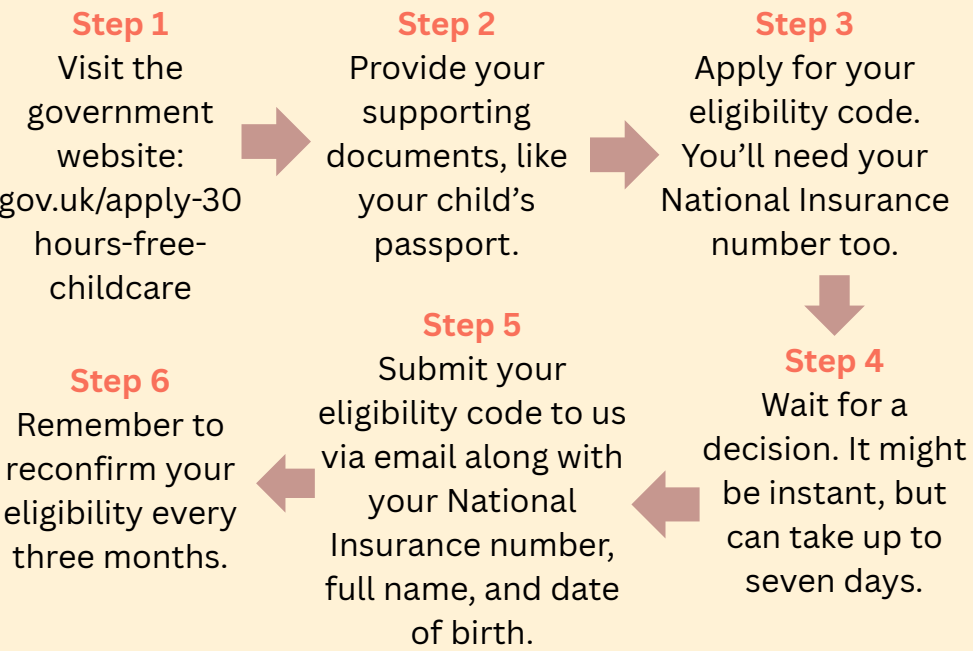 Step 1
Visit the
government
website:
gov.uk/apply-30
hours-free-
childcare
Step 2
Provide your
supporting
documents, like
your child’s
passport.
Step 3
Apply for your
eligibility code.
You’ll need your
National Insurance
number too.
Step 4
Wait for a
decision. It might
be instant, but
can take up to
seven days.
Step 5
Submit your
eligibility code to us
via email along with
your National
Insurance number,
full name, and date
of birth.
Step 6
Remember to
reconfirm your
eligibility every
three months.